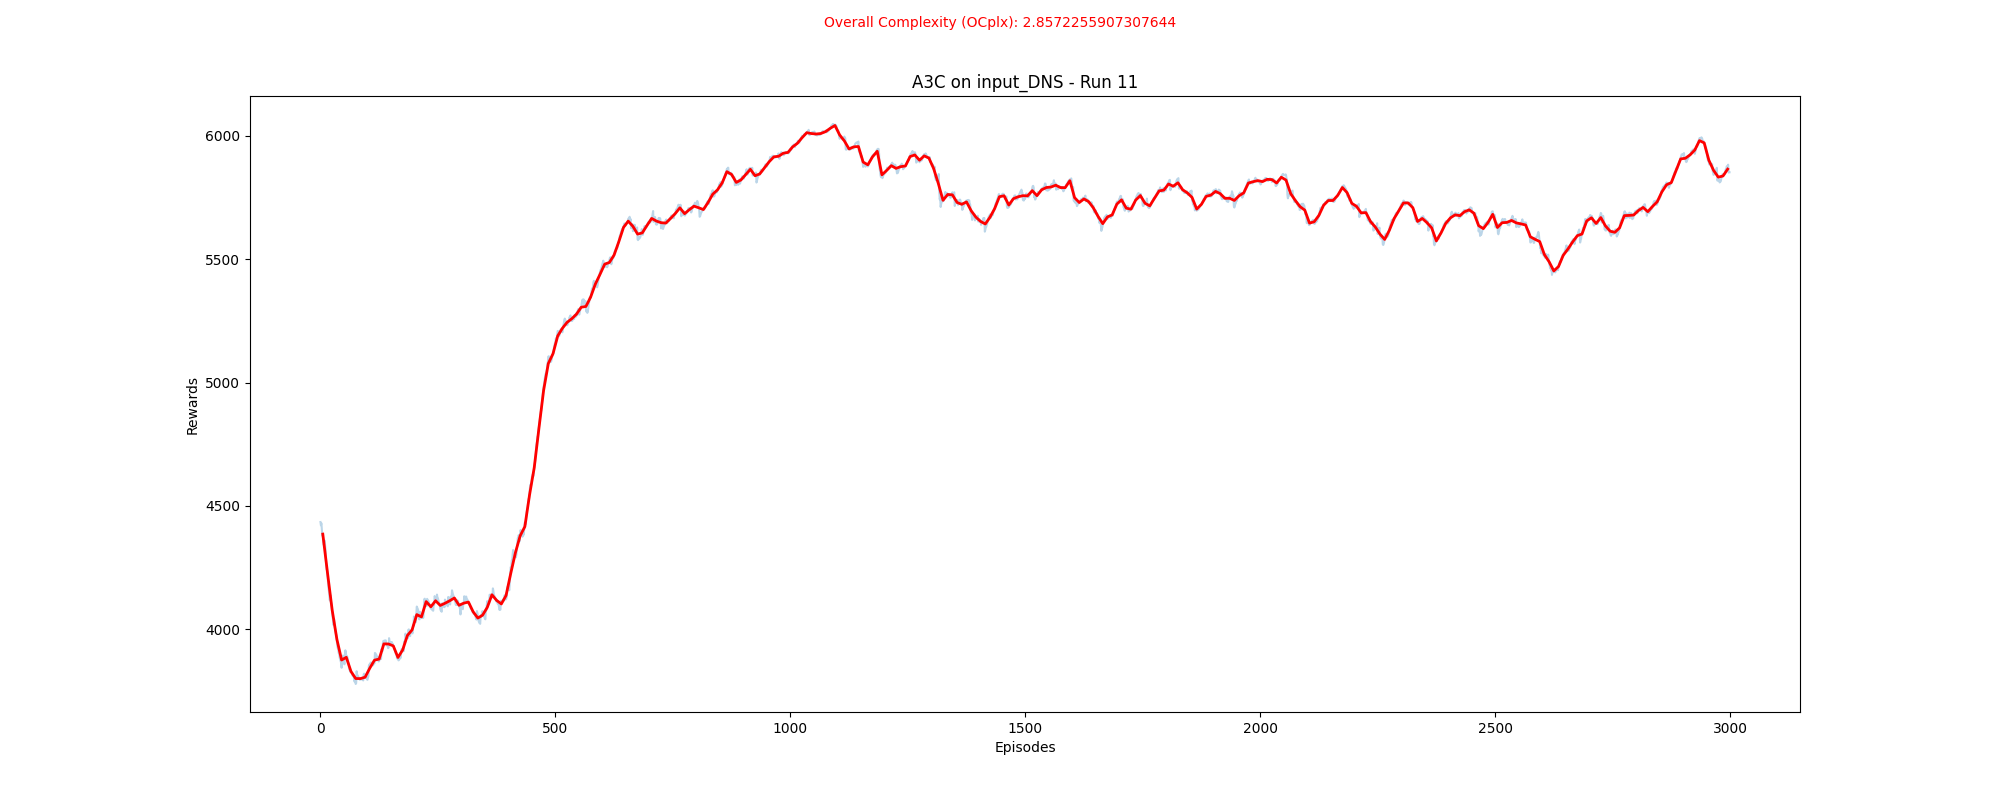 Overall Complexity (OCplx): 2.8572255907307644
A3C on input_DNS - Run 11
Rewards
6000
5500
5000
4500
4000
0 500 1000 1500 2000 2500 3000
Episodes